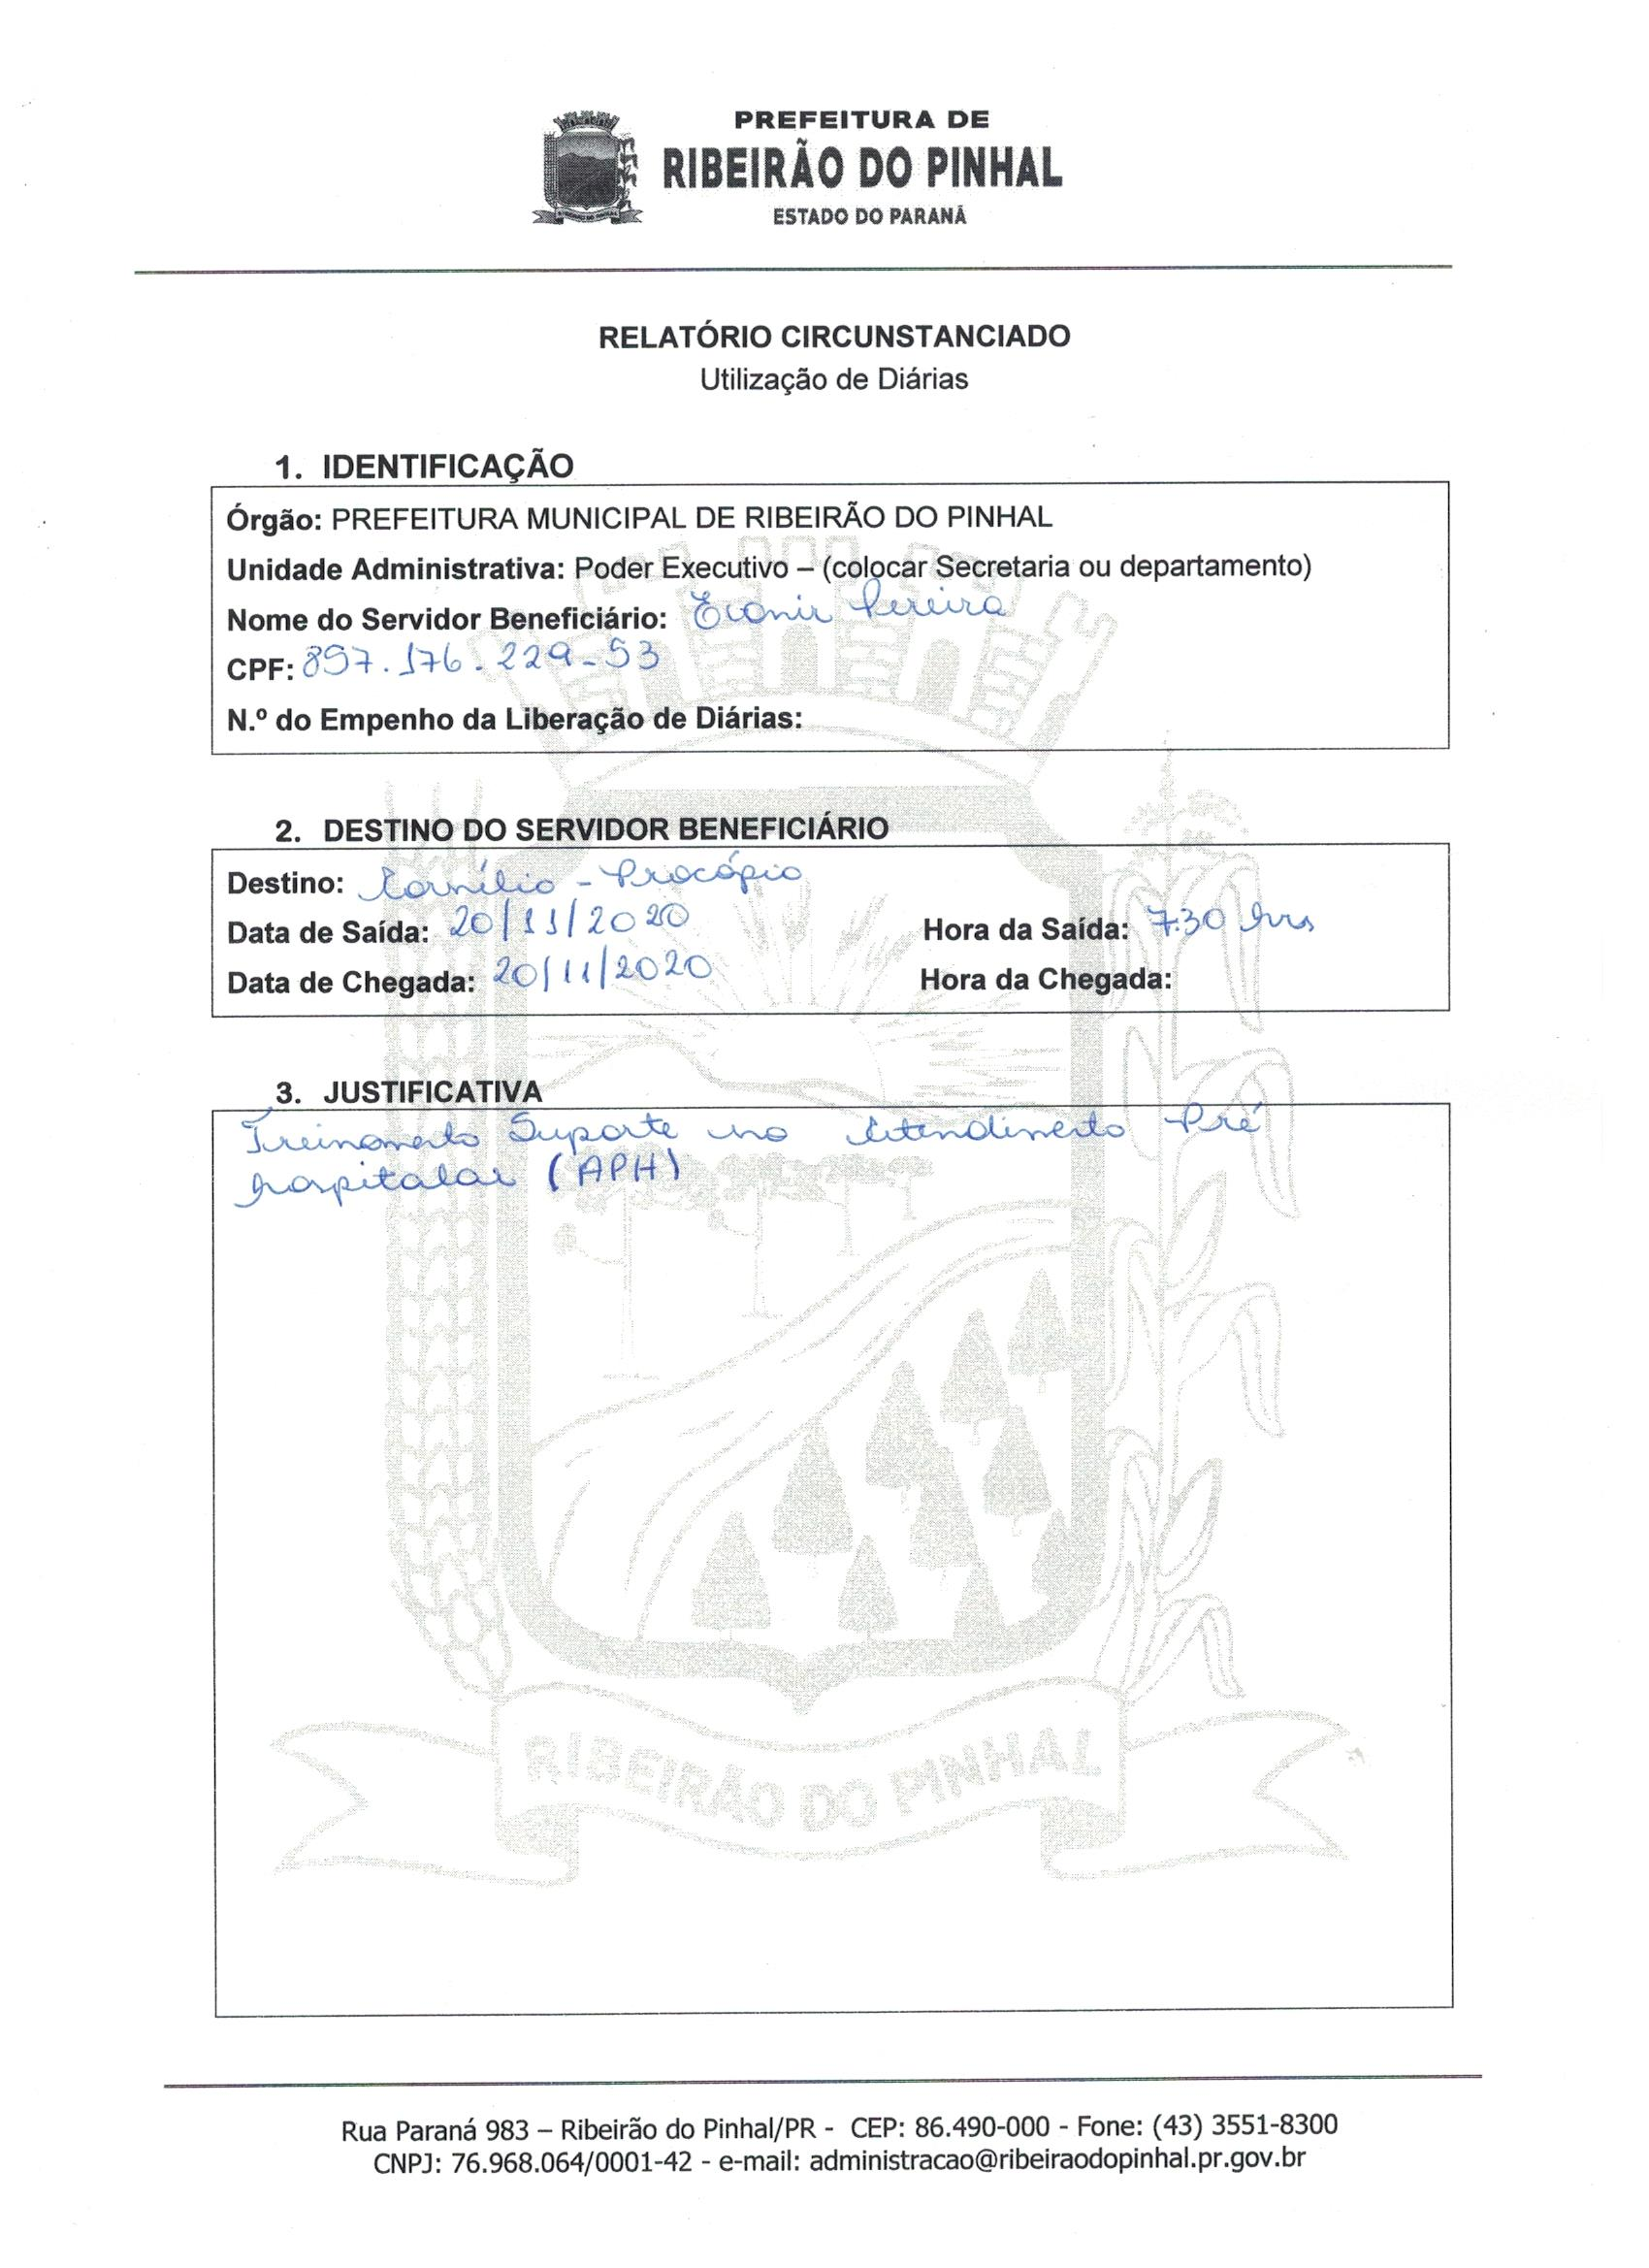 PREFEITURA DE
RIBEIRÃO DO PINHAL
ESTADO DO PARANÁ
RELATÓRIO CIRCUNSTANCIADO
Utilização de Diárias
1. IDENTIFICAÇÃO
Órgão: PREFEITURA MUNICIPAL DE RIBEIRÃO DO PINHAL
Unidade Administrativa: Poder Executivo – (colocar Secretaria ou departamento)
Nome do Servidor Beneficiário: Evanir Pereira
CPF: 897.176.229-53
N.º do Empenho da Liberação de Diárias:
2. DESTINO DO SERVIDOR BENEFICIÁRIO
Destino: Cornélio - Procópio
Data de Saída: 20/11/2020 Hora da Saída: 7:30 hrs
Data de Chegada: 20/11/2020 Hora da Chegada:
3. JUSTIFICATIVA
Treinamento Suporte no Atendimento Pré
hospitalar (APH)
RIBEIRÃO DO PINHAL
Rua Paraná 983 – Ribeirão do Pinhal/PR - CEP: 86.490-000 - Fone: (43) 3551-8300
CNPJ: 76.968.064/0001-42 - e-mail: administracao@ribeiraodopinhal.pr.gov.br